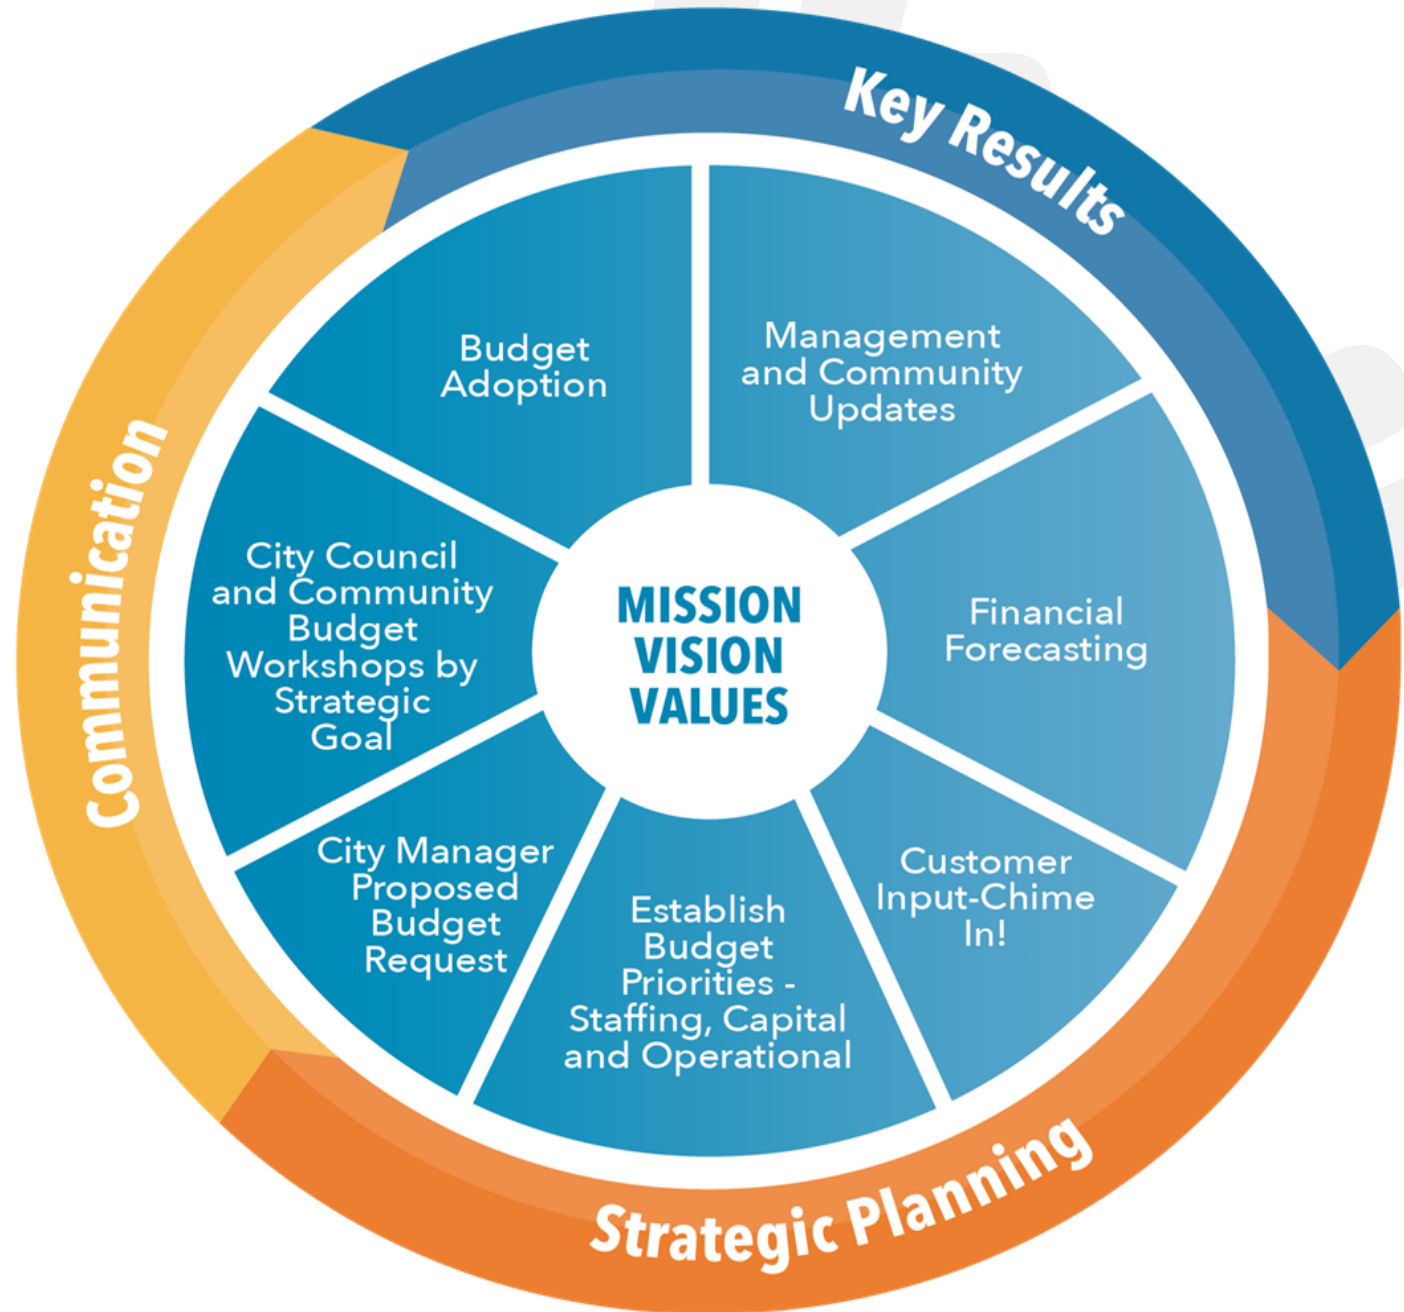 Key Results
Management
and Community
Updates
Financial
Forecasting
Customer
Input-Chime
In!
Strategic Planning
Establish
Budget
Priorities -
Staffing, Capital
and Operational
City Manager
Proposed
Budget
Request
Communication
City Council
and Community
Budget
Workshops by
Strategic
Goal
Budget
Adoption
MISSION
VISION
VALUES